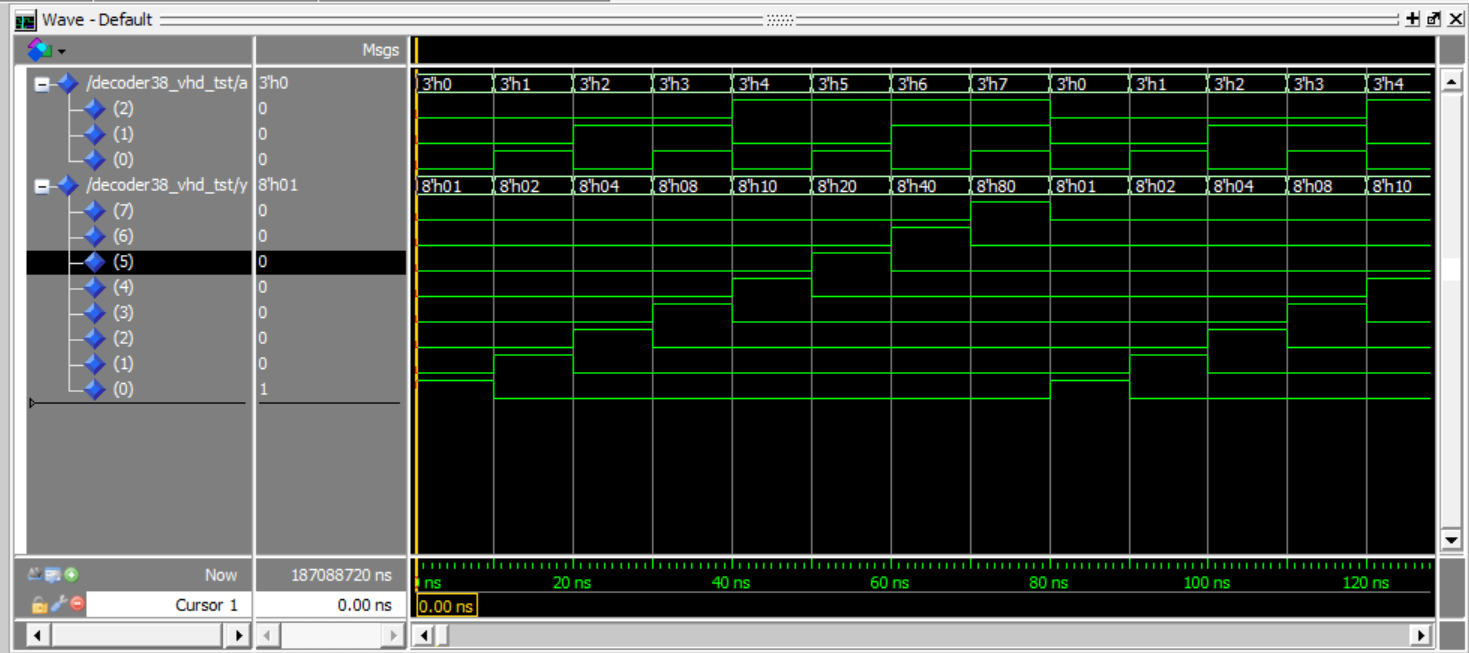 Wave - Default
Msgs
/decoder38_vhd_tst/a 3'h0 3'h0 3'h1 3'h2 3'h3 3'h4 3'h5 3'h6 3'h7 3'h0 3'h1 3'h2 3'h3 3'h4
(2) 0
(1) 0
(0) 0
/decoder38_vhd_tst/y 8'h01 8'h01 8'h02 8'h04 8'h08 8'h10 8'h20 8'h40 8'h80 8'h01 8'h02 8'h04 8'h08 8'h10
(7) 0
(6) 0
(5) 0
(4) 0
(3) 0
(2) 0
(1) 0
(0) 1
Now 187088720 ns ns 20 ns 40 ns 60 ns 80 ns 100 ns 120 ns
Cursor 1 0.00 ns 0.00 ns